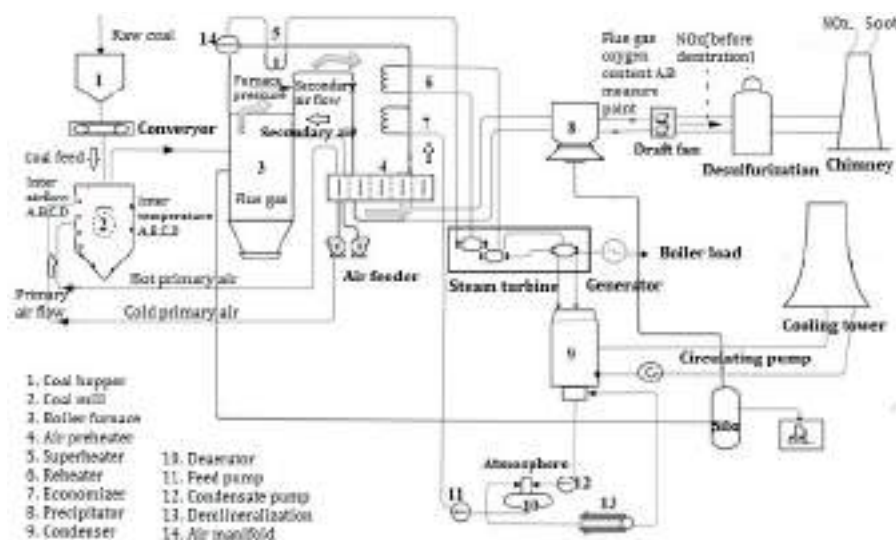 NOx, Soot
Raw coal
14
5
1
Furnace
pressure
Secondary
air flow
6
Flue gas
oxygen
content A,B
measure
point
NOx(before
Conveyor
Secondary air
7
8
Draft fan
Desulfurization
Chimney
Coal feed
3
4
Flue gas
Inter
A.B.C.D
2
Inter
temperature
A.B.C.D
Hot primary air
Air feeder
Boiler load
Steam turbine
Generator
Primary
air flow
Cold primary air
Cooling tower
9
Circulating pump
Silo
Atmosphere
11
10
12
13
1. Coal hopper
2. Coal mill
3. Boiler furnace
4. Air preheater
5. Superheater
6. Reheater
7. Economizer
8. Precipitator
9. Condenser
10. Deaerator
11. Feed pump
12. Condensate pump
13. Demineralization
14. Air manifold